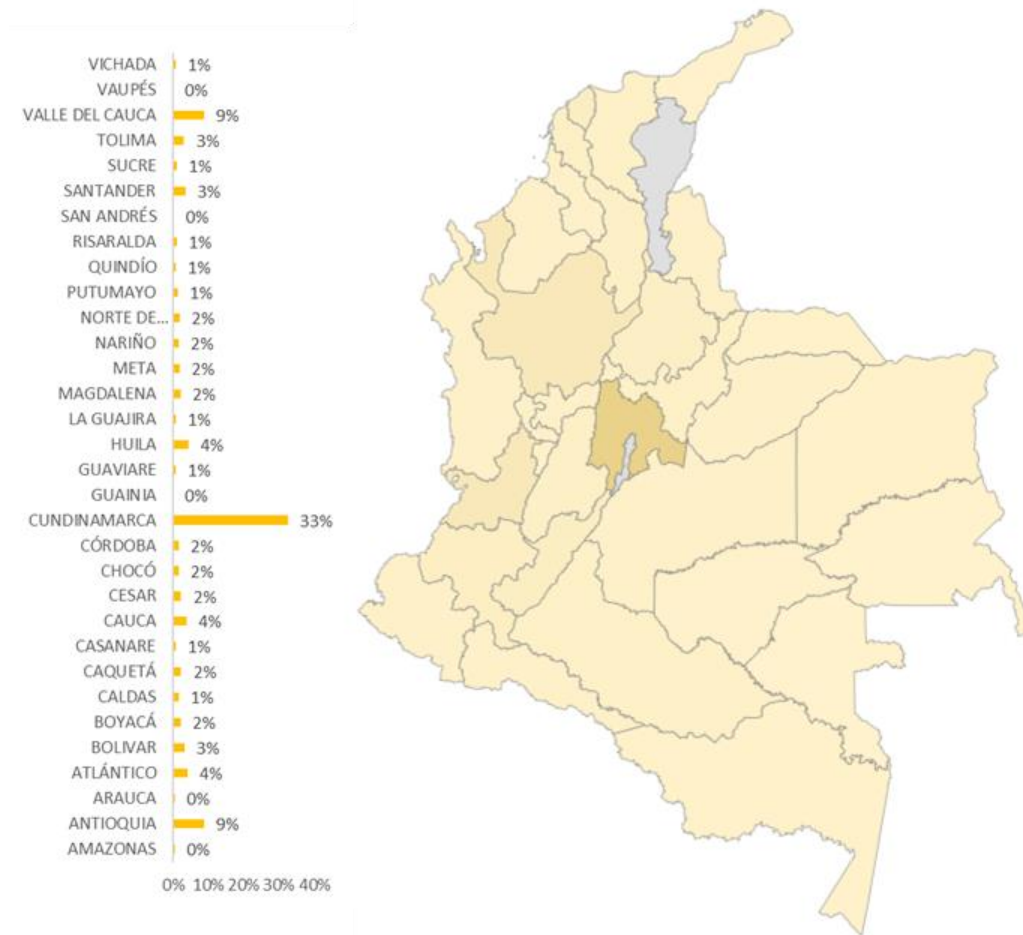 VICHADA 1%
VAUPÉS 0%
VALLE DEL CAUCA 9%
TOLIMA 3%
SUCRE 1%
SANTANDER 3%
SAN ANDRÉS 0%
RISARALDA 1%
QUINDÍO 1%
PUTUMAYO 1%
NORTE DE... 2%
NARIÑO 2%
META 2%
MAGDALENA 2%
LA GUAJIRA 1%
HUILA 4%
GUAVIARE 1%
GUAINIA 0%
CUNDINAMARCA 33%
CÓRDOBA 2%
CHOCÓ 2%
CESAR 2%
CAUCA 4%
CASANARE 1%
CAQUETÁ 2%
CALDAS 1%
BOYACÁ 2%
BOLIVAR 3%
ATLÁNTICO 4%
ARAUCA 0%
ANTIOQUIA 9%
AMAZONAS 0%
0% 10% 20% 30% 40%